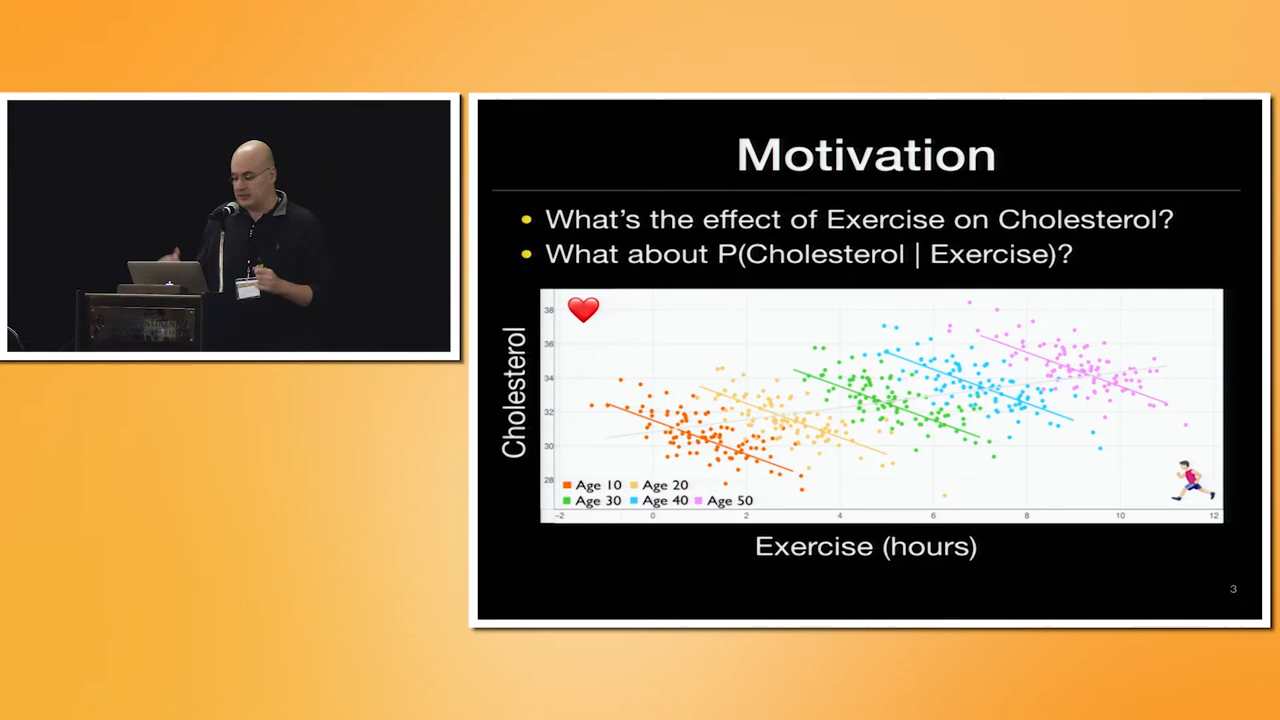 Motivation
• What's the effect of Exercise on Cholesterol?
• What about P(Cholesterol | Exercise)?
Cholesterol
38
36
34
32
30
28
Age 10 Age 20
Age 30 Age 40 Age 50
−2 0 2 4 6 8 10 12
Exercise (hours)
3